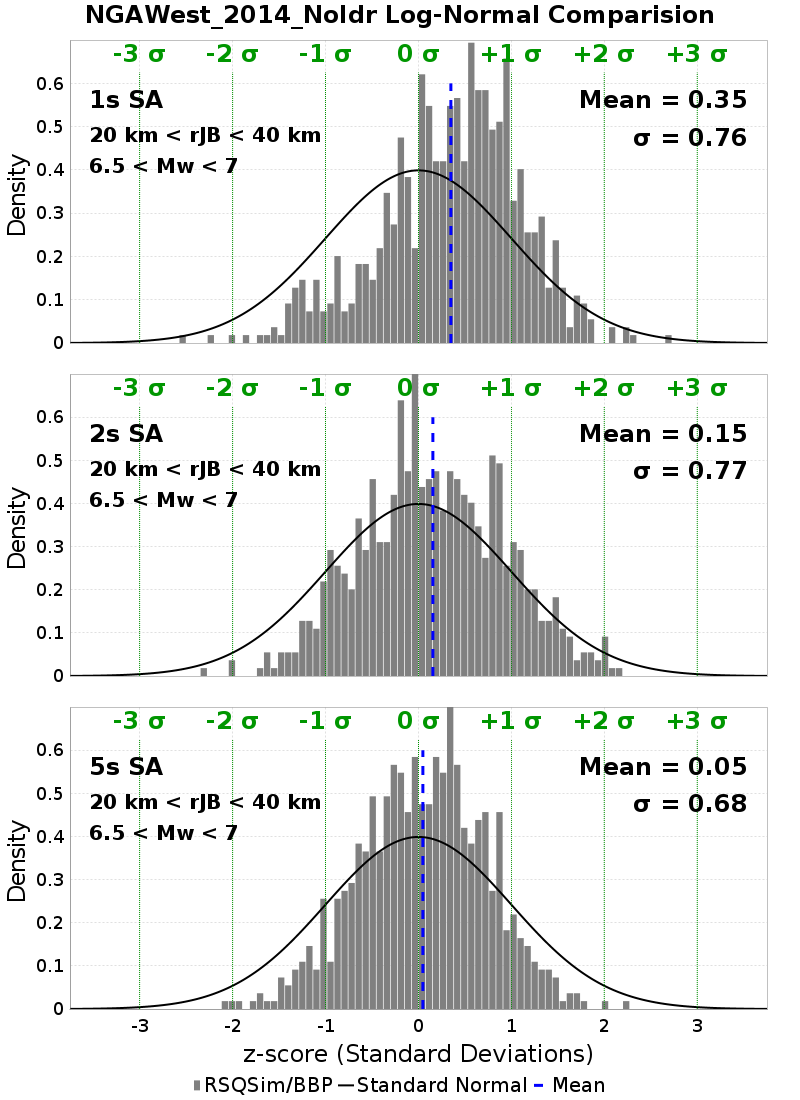 NGAWest_2014_NoIdr Log-Normal Comparision
-3 σ -2 σ -1 σ 0 σ +1 σ +2 σ +3 σ
1s SA
20 km < rJB < 40 km
6.5 < Mw < 7
Mean = 0.35
σ = 0.76
0.6
0.5
0.4
0.3
0.2
0.1
0
Density
-3 σ -2 σ -1 σ 0 σ +1 σ +2 σ +3 σ
2s SA
20 km < rJB < 40 km
6.5 < Mw < 7
Mean = 0.15
σ = 0.77
0.6
0.5
0.4
0.3
0.2
0.1
0
Density
-3 σ -2 σ -1 σ 0 σ +1 σ +2 σ +3 σ
5s SA
20 km < rJB < 40 km
6.5 < Mw < 7
Mean = 0.05
σ = 0.68
0.6
0.5
0.4
0.3
0.2
0.1
0
Density
-3 -2 -1 0 1 2 3
z-score (Standard Deviations)
RSQSim/BBP Standard Normal Mean